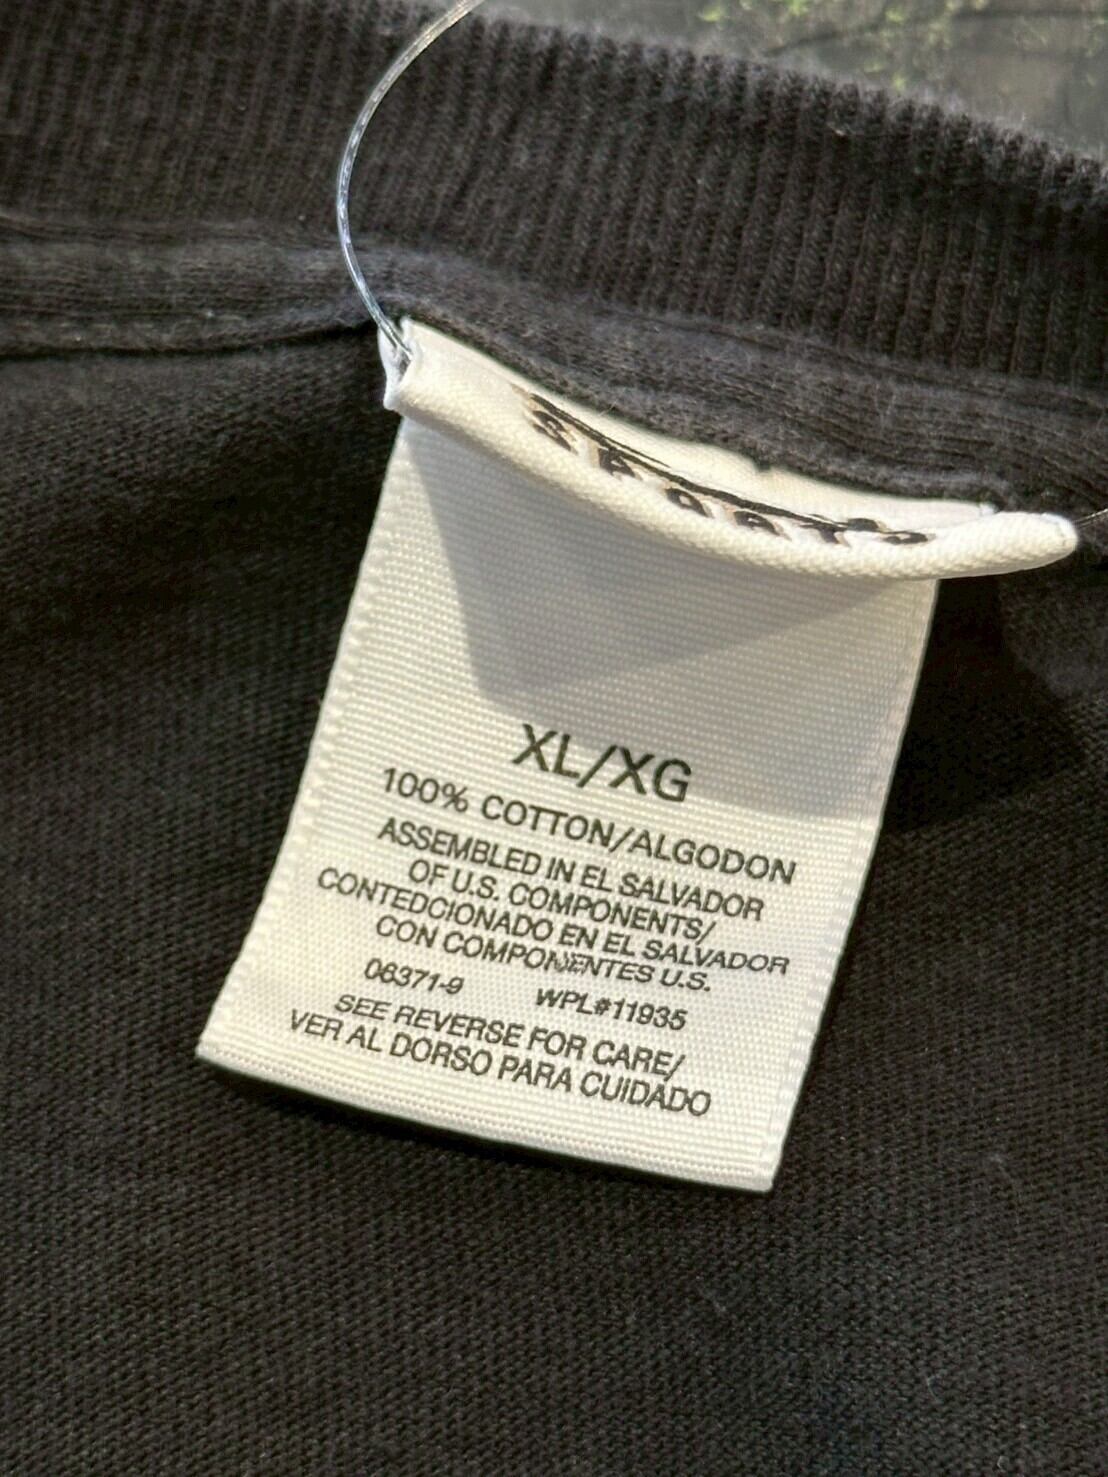 XL/XG
100% COTTON/ALGODON
ASSEMBLED IN EL SALVADOR
OF U.S. COMPONENTS/
CONTEDCIONADO EN EL SALVADOR
CON COMPONENTES U.S.
06371-9 WPL#11935
SEE REVERSE FOR CARE/
VER AL DORSO PARA CUIDADO